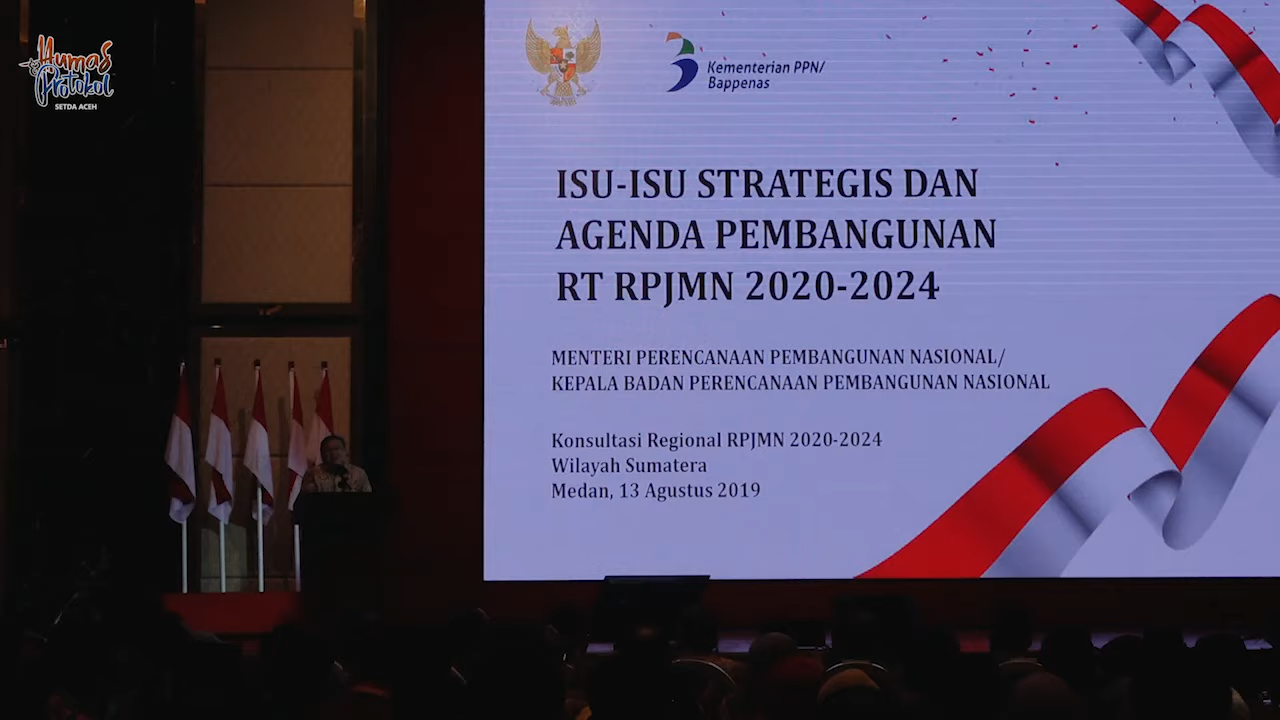 Humas
Protokol
SETDA ACEH
Kementerian PPN/
Bappenas
ISU-ISU STRATEGIS DAN
AGENDA PEMBANGUNAN
RT RPJMN 2020-2024
MENTERI PERENCANAAN PEMBANGUNAN NASIONAL/
KEPALA BADAN PERENCANAAN PEMBANGUNAN NASIONAL
Konsultasi Regional RPJMN 2020-2024
Wilayah Sumatera
Medan, 13 Agustus 2019